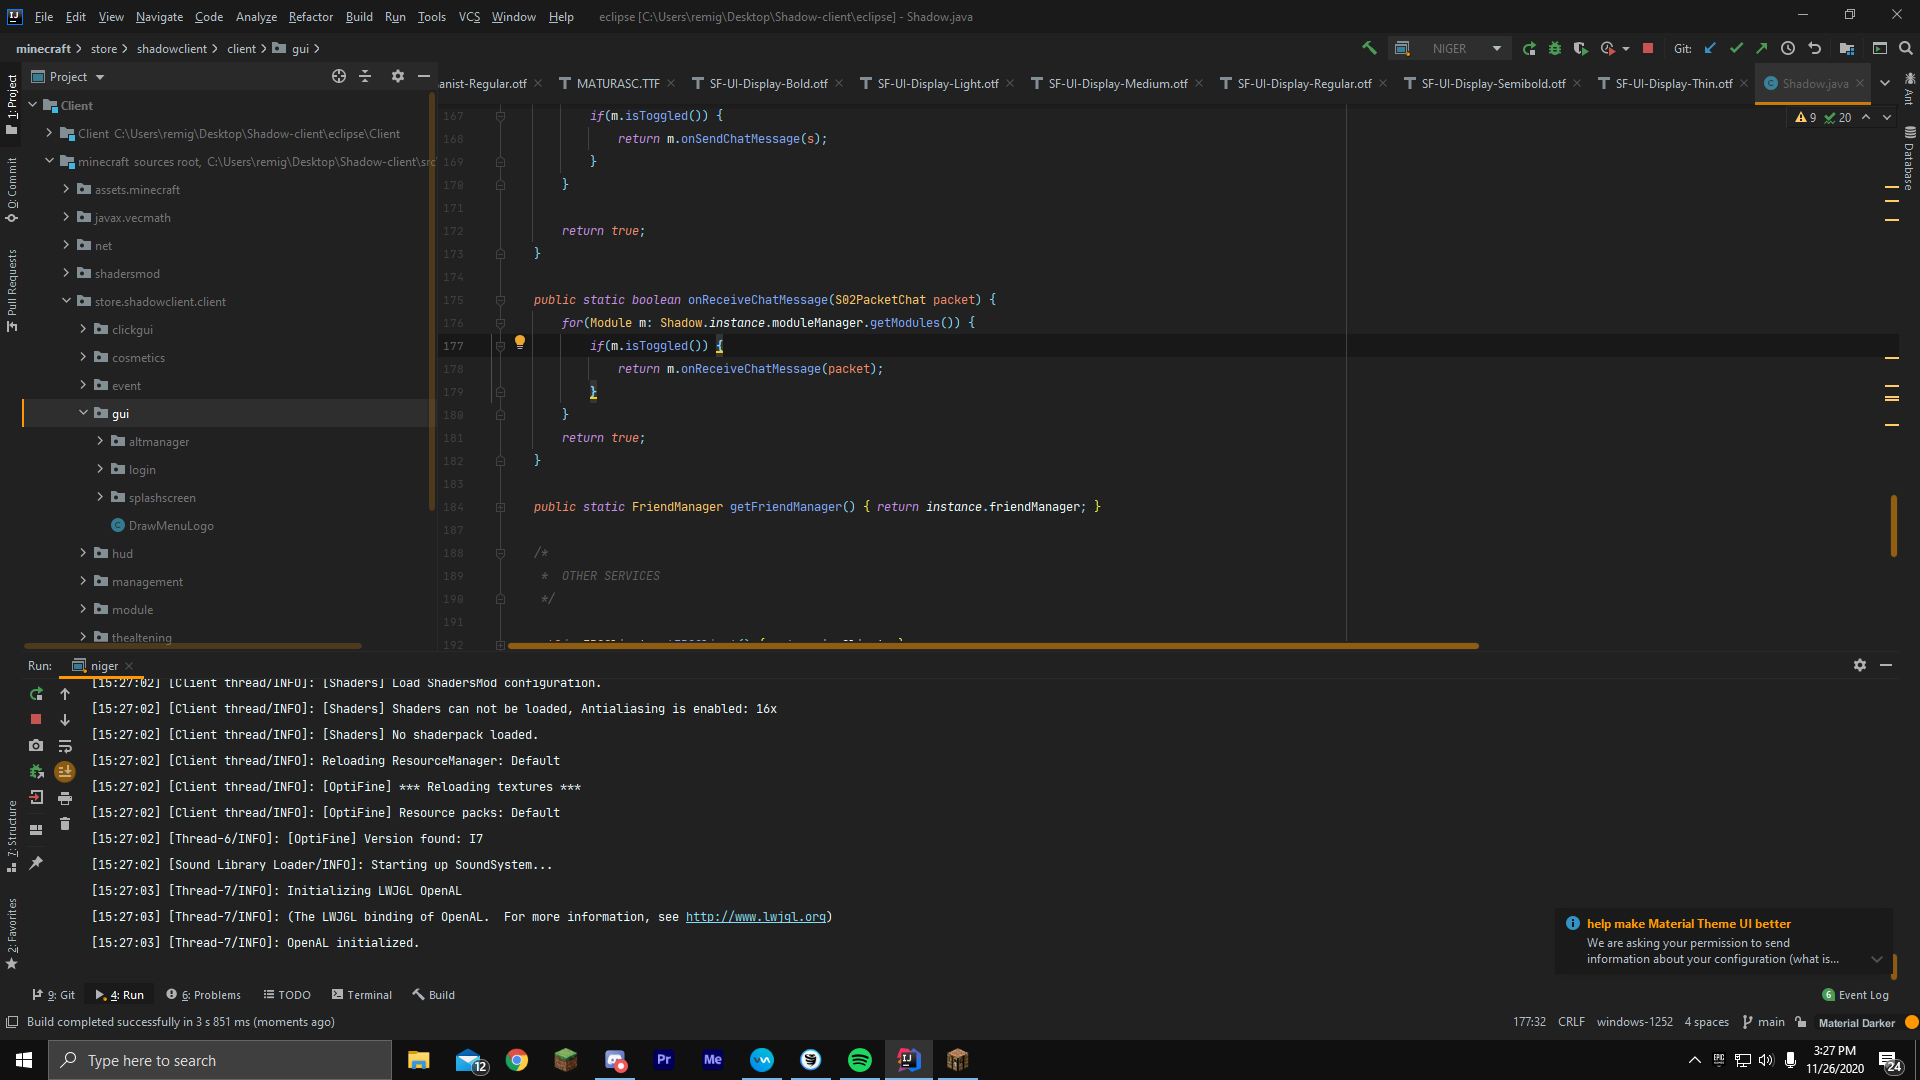 File Edit View Navigate Code Analyze Refactor Build Run Tools VCS Window Help eclipse [C:\Users\remig\Desktop\Shadow-client\eclipse] - Shadow.java
minecraft store shadowclient client gui
NIGER
Git:
Project
anist-Regular.otf MATURASC.TTF SF-UI-Display-Bold.otf SF-UI-Display-Light.otf SF-UI-Display-Medium.otf SF-UI-Display-Regular.otf SF-UI-Display-Semibold.otf SF-UI-Display-Thin.otf Shadow.java
1: Project
0: Commit
Pull Requests
7: Structure
2: Favorites
Ant
Database
Client
Client C:\Users\remig\Desktop\Shadow-client\eclipse\Client
minecraft sources root, C:\Users\remig\Desktop\Shadow-client\src
assets.minecraft
javax.vecmath
net
shadersmod
store.shadowclient.client
clickgui
cosmetics
event
gui
altmanager
login
splashscreen
DrawMenuLogo
hud
management
module
thealtening
9 20
167 if(m.isToggled()) {
168 return m.onSendChatMessage(s);
169 }
170 }
171
172 return true;
173 }
174
175 public static boolean onReceiveChatMessage(S02PacketChat packet) {
176 for(Module m: Shadow.instance.moduleManager.getModules()) {
177 if(m.isToggled()) {
178 return m.onReceiveChatMessage(packet);
179 }
180 }
181 return true;
182 }
183
184 public static FriendManager getFriendManager() { return instance.friendManager; }
187
188 /*
189 * OTHER SERVICES
190 */
191
192
Run: niger
[15:27:02] [Client thread/INFO]: [Shaders] Load ShadersMod configuration.
[15:27:02] [Client thread/INFO]: [Shaders] Shaders can not be loaded, Antialiasing is enabled: 16x
[15:27:02] [Client thread/INFO]: [Shaders] No shaderpack loaded.
[15:27:02] [Client thread/INFO]: Reloading ResourceManager: Default
[15:27:02] [Client thread/INFO]: [OptiFine] *** Reloading textures ***
[15:27:02] [Client thread/INFO]: [OptiFine] Resource packs: Default
[15:27:02] [Thread-6/INFO]: [OptiFine] Version found: I7
[15:27:02] [Sound Library Loader/INFO]: Starting up SoundSystem...
[15:27:03] [Thread-7/INFO]: Initializing LWJGL OpenAL
[15:27:03] [Thread-7/INFO]: (The LWJGL binding of OpenAL.  For more information, see http://www.lwjgl.org)
[15:27:03] [Thread-7/INFO]: OpenAL initialized.
help make Material Theme UI better
We are asking your permission to send
information about your configuration (what is...
9: Git 4: Run 6: Problems TODO Terminal Build
6 Event Log
Build completed successfully in 3 s 851 ms (moments ago)
177:32 CRLF windows-1252 4 spaces main Material Darker
Type here to search
12
Pr
Me
IJ
EPIC
3:27 PM
11/26/2020
24